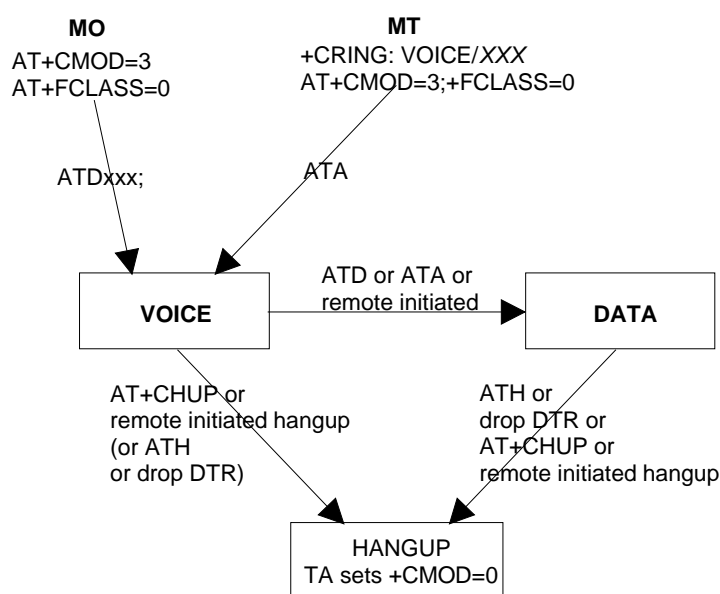 MO
AT+CMOD=3
AT+FCLASS=0
MT
+CRING: VOICE/XXX
AT+CMOD=3;+FCLASS=0
ATDxxx;
ATA
VOICE
ATD or ATA or
remote initiated
DATA
AT+CHUP or
remote initiated hangup
(or ATH
or drop DTR)
ATH or
drop DTR or
AT+CHUP or
remote initiated hangup
HANGUP
TA sets +CMOD=0